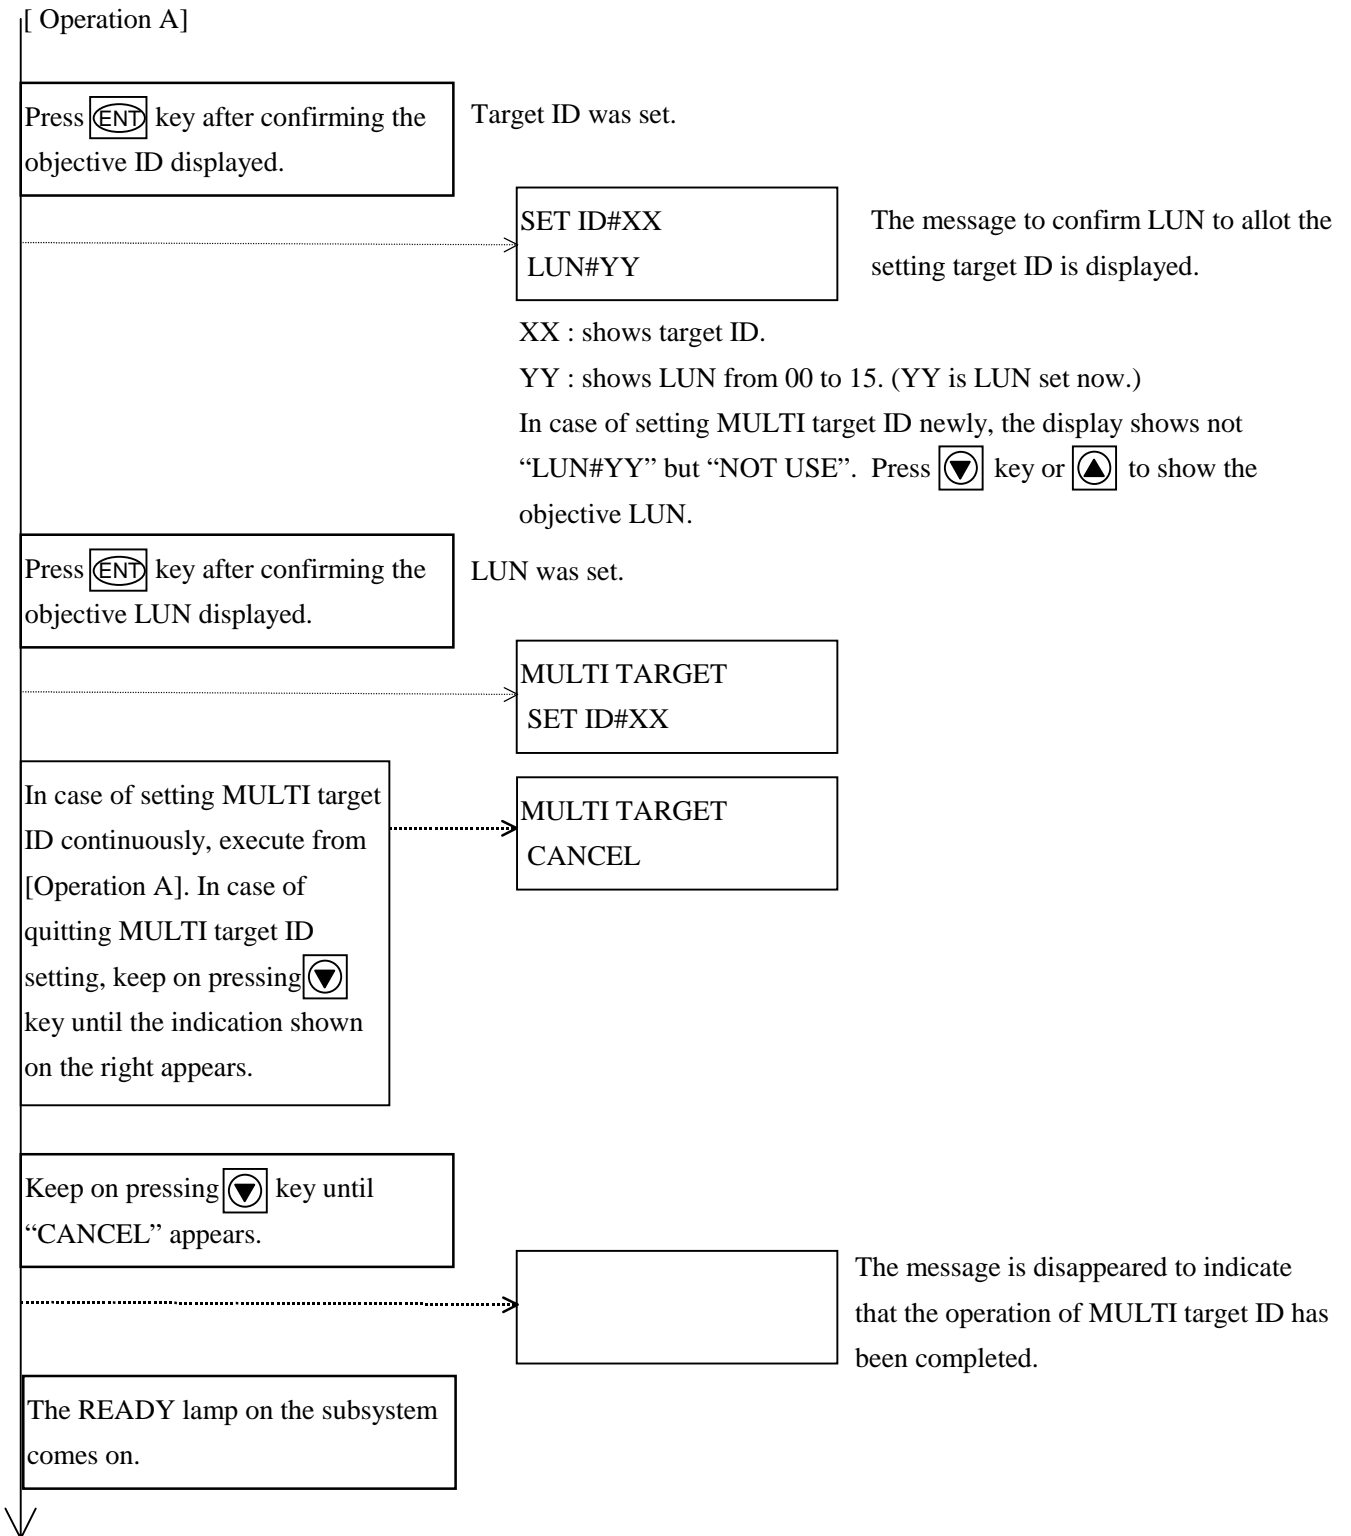 [ Operation A]
Press ENT key after confirming the
objective ID displayed.
Target ID was set.
SET ID#XX
LUN#YY
The message to confirm LUN to allot the
setting target ID is displayed.
XX : shows target ID.
YY : shows LUN from 00 to 15. (YY is LUN set now.)
In case of setting MULTI target ID newly, the display shows not
“LUN#YY” but “NOT USE”. Press ▼ key or ▲ to show the
objective LUN.
Press ENT key after confirming the
objective LUN displayed.
LUN was set.
MULTI TARGET
SET ID#XX
In case of setting MULTI target
ID continuously, execute from
[Operation A]. In case of
quitting MULTI target ID
setting, keep on pressing ▼
key until the indication shown
on the right appears.
MULTI TARGET
CANCEL
Keep on pressing ▼ key until
“CANCEL” appears.
The message is disappeared to indicate
that the operation of MULTI target ID has
been completed.
The READY lamp on the subsystem
comes on.